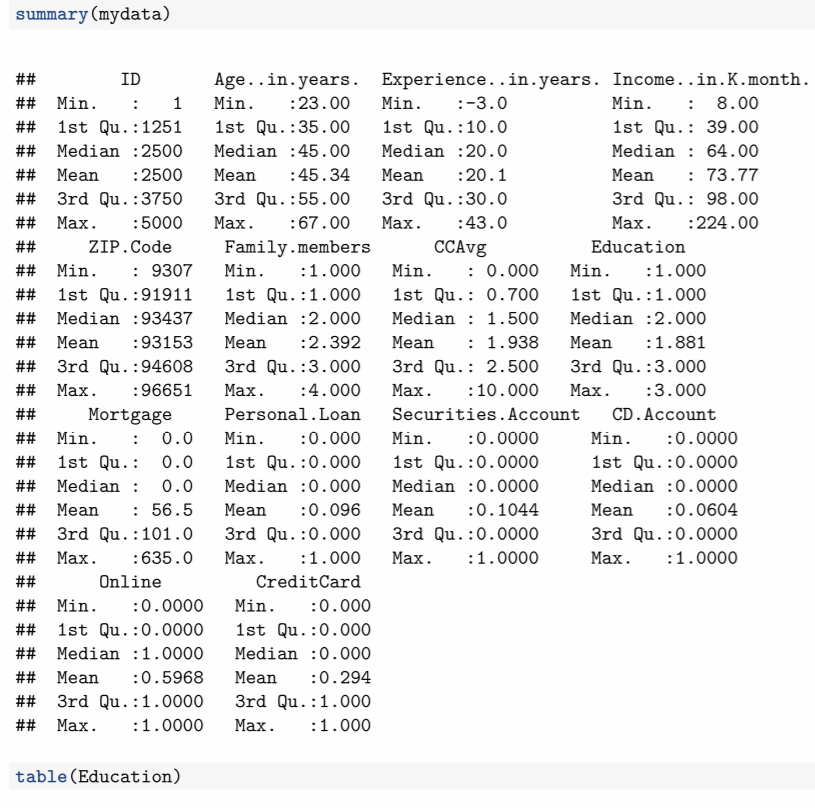 summary(mydata)
##        ID       Age..in.years.  Experience..in.years. Income..in.K.month.
##  Min.   :   1   Min.   :23.00   Min.   :-3.0          Min.   :  8.00
##  1st Qu.:1251   1st Qu.:35.00   1st Qu.:10.0          1st Qu.: 39.00
##  Median :2500   Median :45.00   Median :20.0          Median : 64.00
##  Mean   :2500   Mean   :45.34   Mean   :20.1          Mean   : 73.77
##  3rd Qu.:3750   3rd Qu.:55.00   3rd Qu.:30.0          3rd Qu.: 98.00
##  Max.   :5000   Max.   :67.00   Max.   :43.0          Max.   :224.00
##     ZIP.Code     Family.members      CCAvg          Education
##  Min.   : 9307   Min.   :1.000   Min.   : 0.000   Min.   :1.000
##  1st Qu.:91911   1st Qu.:1.000   1st Qu.: 0.700   1st Qu.:1.000
##  Median :93437   Median :2.000   Median : 1.500   Median :2.000
##  Mean   :93153   Mean   :2.392   Mean   : 1.938   Mean   :1.881
##  3rd Qu.:94608   3rd Qu.:3.000   3rd Qu.: 2.500   3rd Qu.:3.000
##  Max.   :96651   Max.   :4.000   Max.   :10.000   Max.   :3.000
##     Mortgage     Personal.Loan   Securities.Account   CD.Account
##  Min.   :  0.0   Min.   :0.000   Min.   :0.0000     Min.   :0.0000
##  1st Qu.:  0.0   1st Qu.:0.000   1st Qu.:0.0000     1st Qu.:0.0000
##  Median :  0.0   Median :0.000   Median :0.0000     Median :0.0000
##  Mean   : 56.5   Mean   :0.096   Mean   :0.1044     Mean   :0.0604
##  3rd Qu.:101.0   3rd Qu.:0.000   3rd Qu.:0.0000     3rd Qu.:0.0000
##  Max.   :635.0   Max.   :1.000   Max.   :1.0000     Max.   :1.0000
##      Online         CreditCard
##  Min.   :0.0000   Min.   :0.000
##  1st Qu.:0.0000   1st Qu.:0.000
##  Median :1.0000   Median :0.000
##  Mean   :0.5968   Mean   :0.294
##  3rd Qu.:1.0000   3rd Qu.:1.000
##  Max.   :1.0000   Max.   :1.000
table(Education)